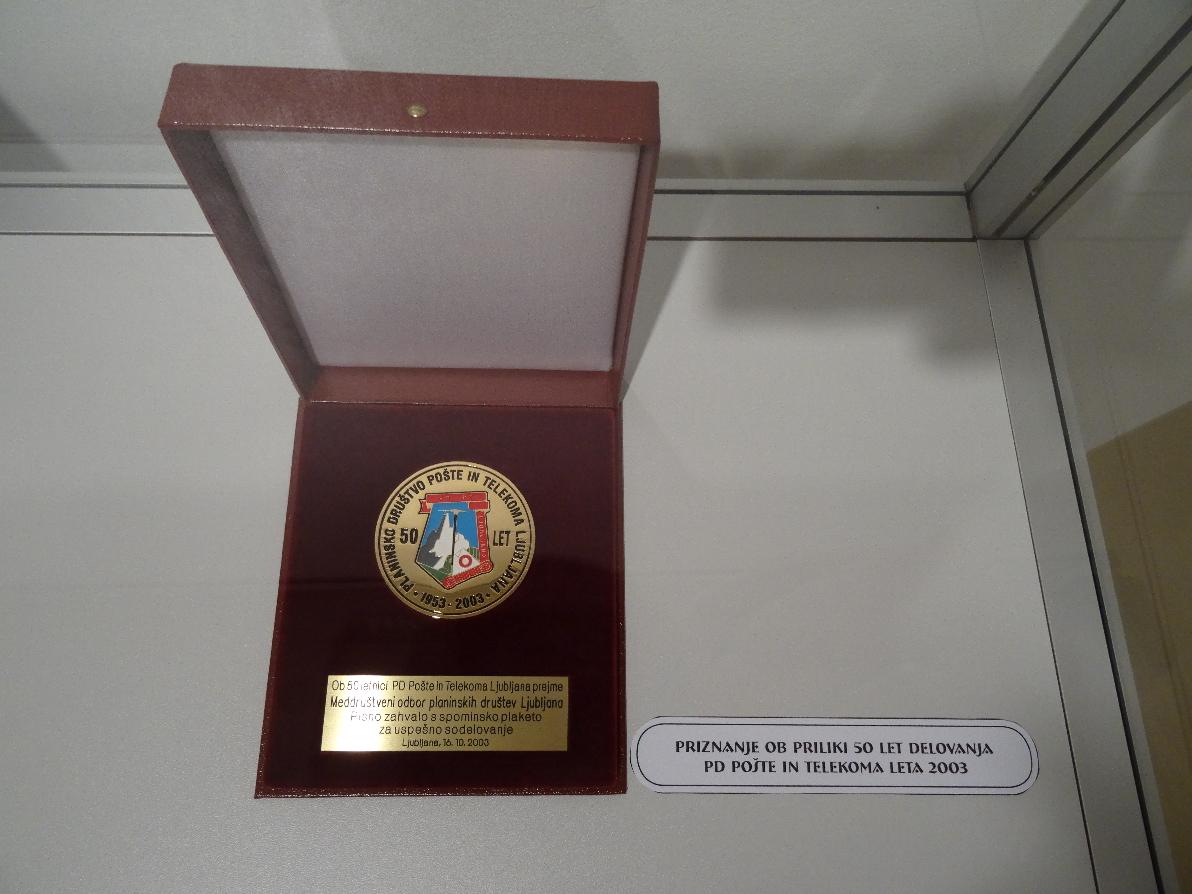 PLANINSKO DRUŠTVO POŠTE IN TELEKOMA LJUBLJANA
50 LET
• 1953 - 2003 •
Ob 50 letnici PD Pošte in Telekoma Ljubljana prejme
Meddruštveni odbor planinskih društev Ljubljana
Pisno zahvalo s spominsko plaketo
za uspešno sodelovanje
Ljubljana, 16. 10. 2003
PRIZNANJE OB PRILIKI 50 LET DELOVANJA
PD POŠTE IN TELEKOMA LETA 2003